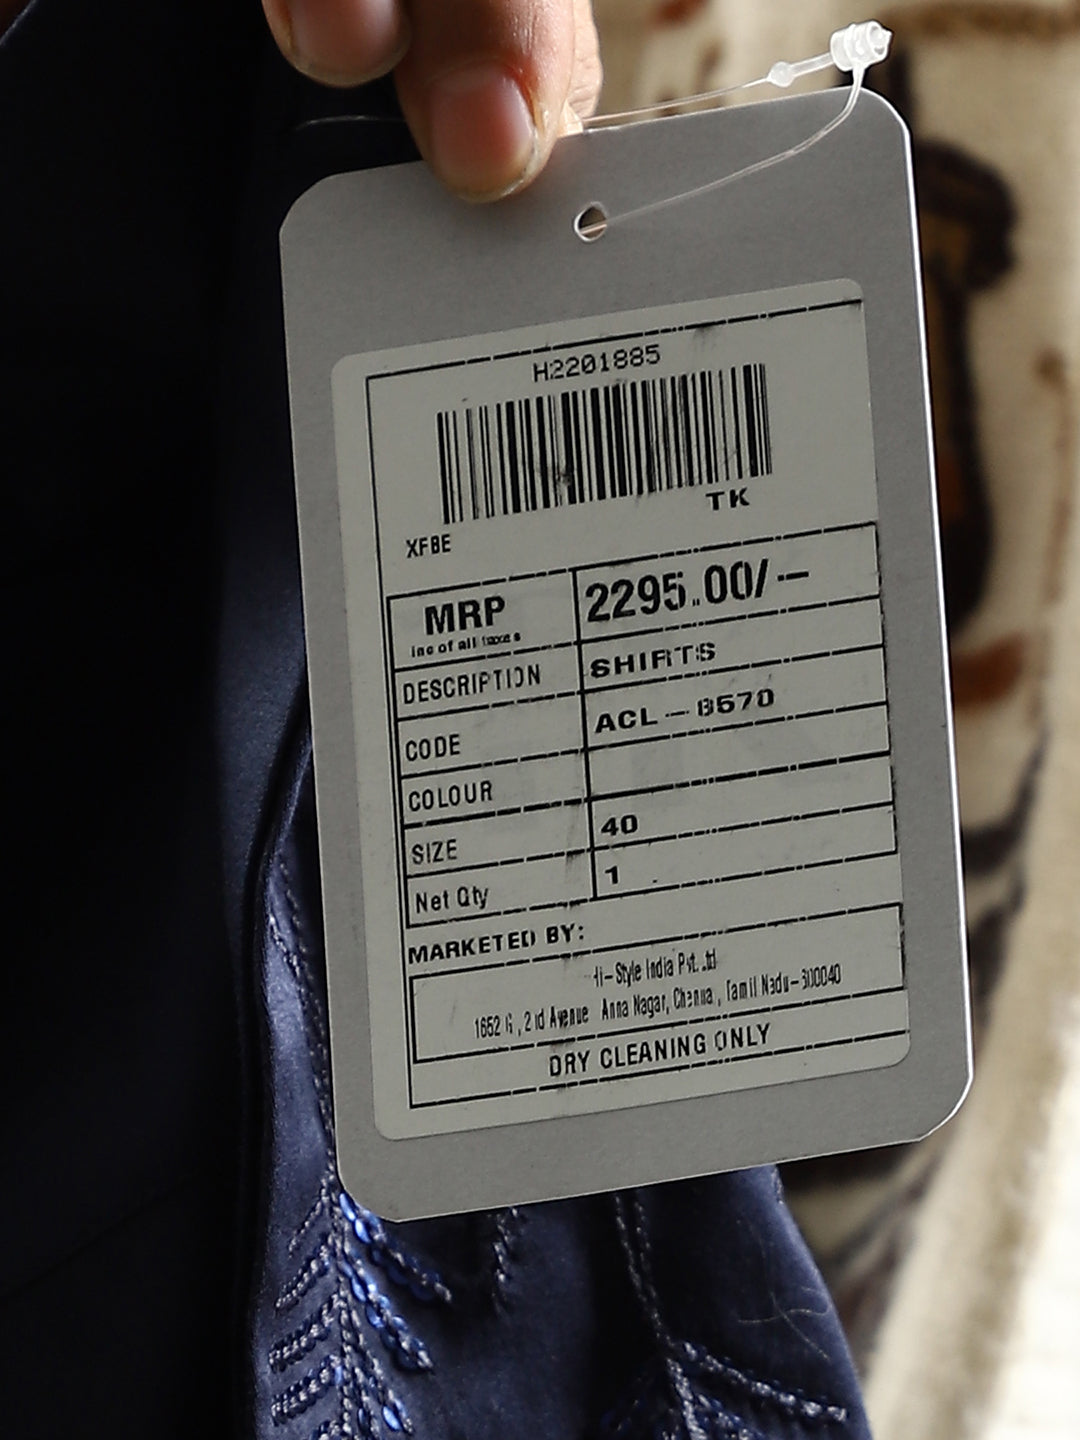 H2201885
TK
XFBE
MRP 2295.00/-
inc of all taxes
DESCRIPTION SHIRTS
CODE ACL - 8570
COLOUR
SIZE 40
Net Qty 1
MARKETED BY:
Hi-Style India Pvt. Ltd
1652 , 2nd Avenue Anna Nagar, Chennai, Tamil Nadu-600040
DRY CLEANING ONLY